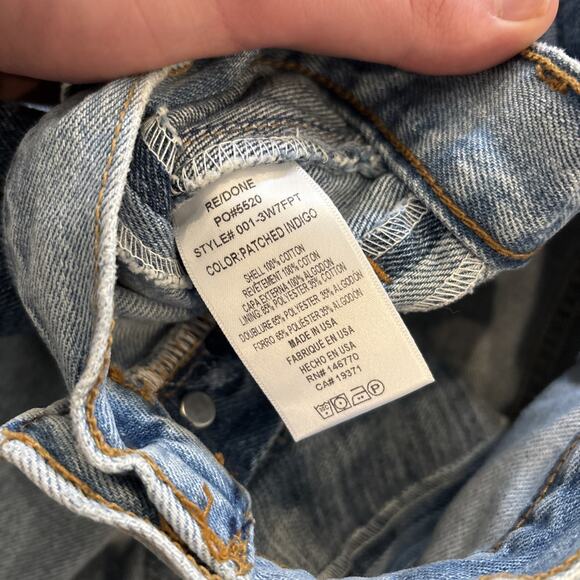 RE/DONE
PO#5520
STYLE# 001-3W7FPT
COLOR:PATCHED INDIGO
SHELL:100% COTTON
REVÊTEMENT 100% COTON
CAPA EXTERNA 100% ALGODON
LINING: 65% POLYESTER 35% COTTON
DOUBLURE 65% POLYESTER 35% COTON
FORRO 65% POLYESTER 35% ALGODON
MADE IN USA
FABRIQUÉ EN USA
HECHO EN USA
RN# 146770
CA# 19371